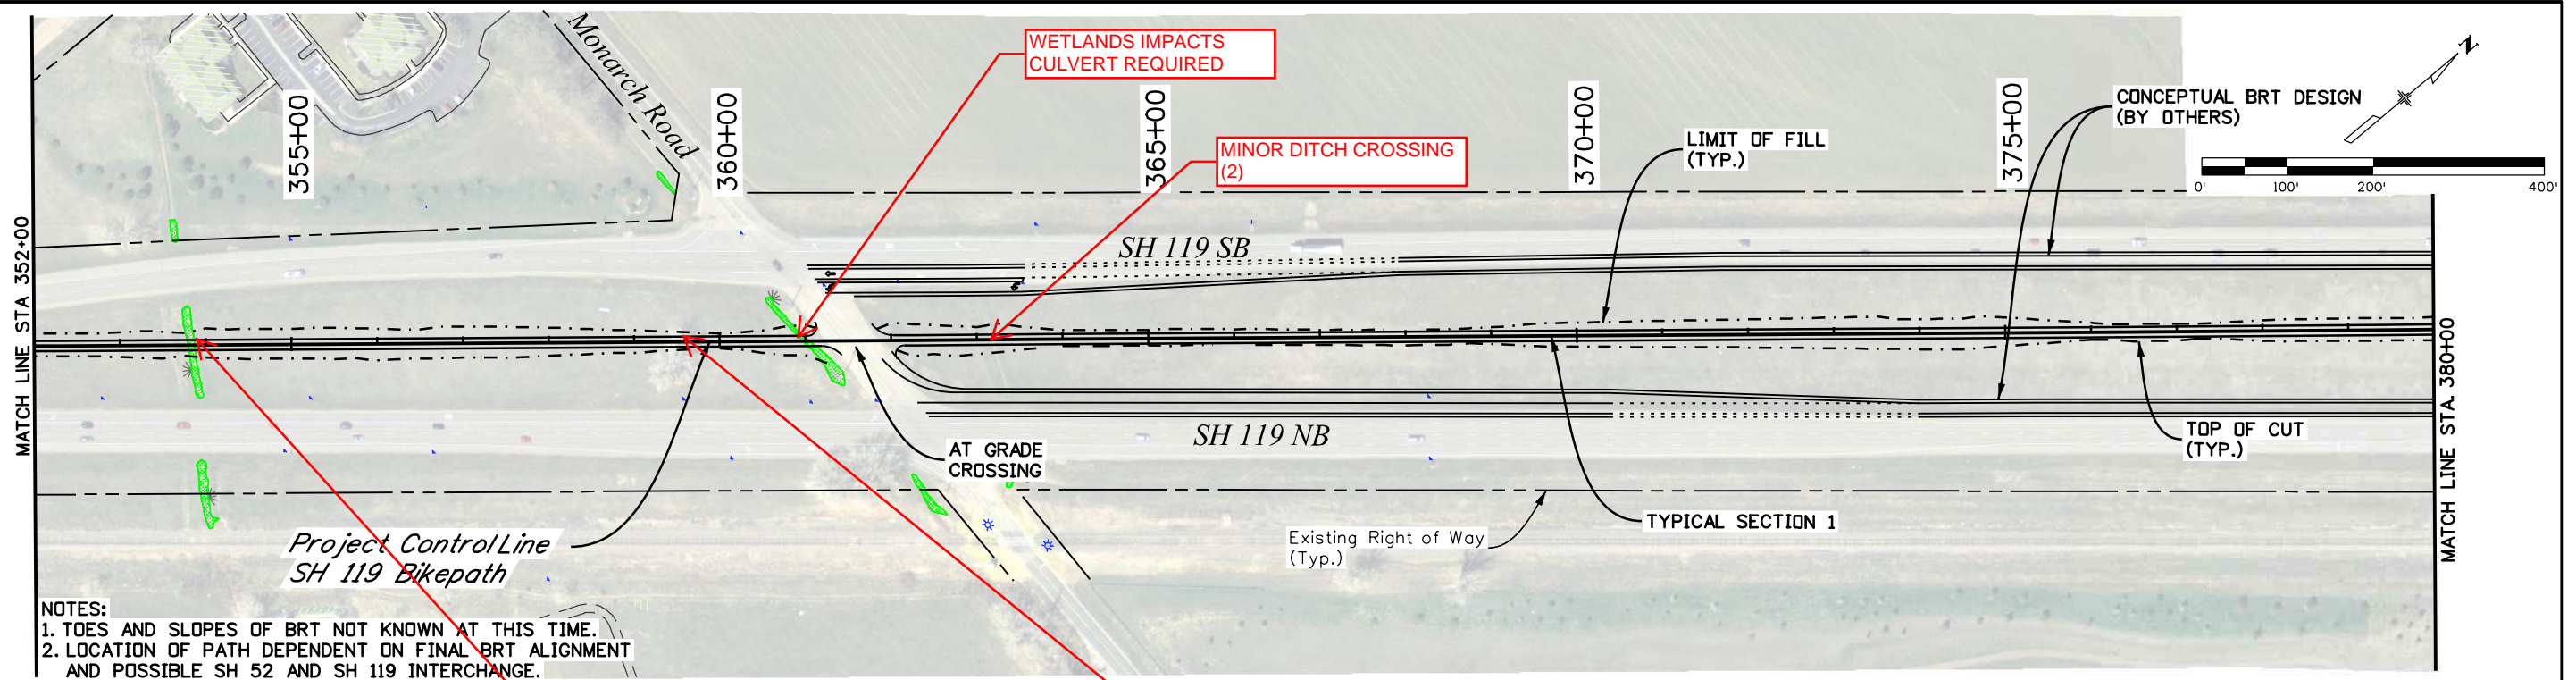 Monarch Road
WETLANDS IMPACTS
CULVERT REQUIRED
MINOR DITCH CROSSING
(2)
N
CONCEPTUAL BRT DESIGN
(BY OTHERS)
LIMIT OF FILL
(TYP.)
355+00
360+00
365+00
370+00
375+00
0'
100'
200'
400'
MATCH LINE STA 352+00
SH 119 SB
SH 119 NB
AT GRADE
CROSSING
TOP OF CUT
(TYP.)
MATCH LINE STA. 380+00
TYPICAL SECTION 1
Existing Right of Way
(Typ.)
Project Control Line
SH 119 Bikepath
NOTES:
1. TOES AND SLOPES OF BRT NOT KNOWN AT THIS TIME.
2. LOCATION OF PATH DEPENDENT ON FINAL BRT ALIGNMENT
AND POSSIBLE SH 52 AND SH 119 INTERCHANGE.